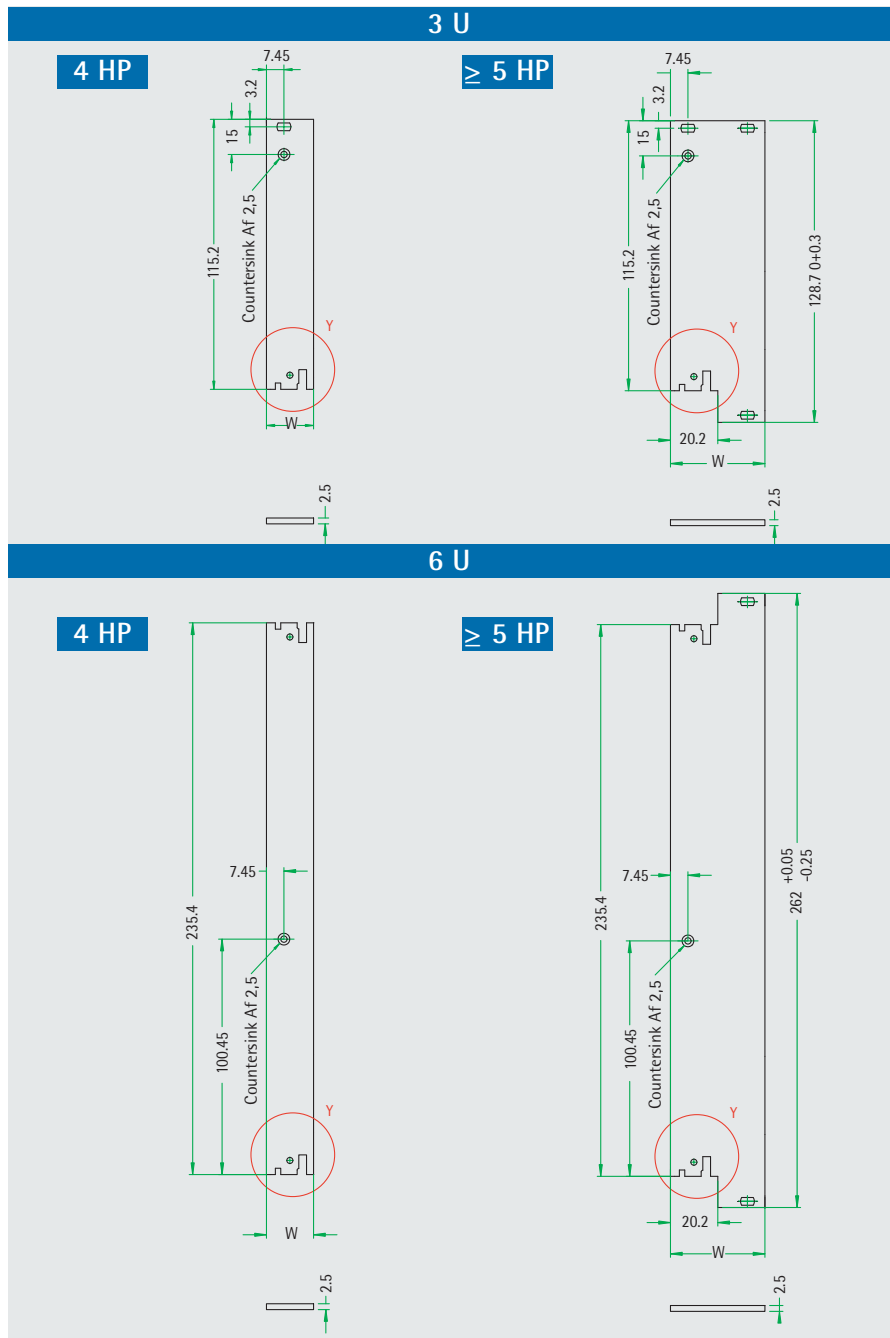 3 U
4 HP
7.45
3.2
15
115.2
Countersink Af 2,5
Y
W
2.5
≥ 5 HP
7.45
3.2
15
115.2
Countersink Af 2,5
128.7 0+0.3
Y
20.2
W
2.5
6 U
4 HP
235.4
7.45
Countersink Af 2,5
100.45
Y
W
2.5
≥ 5 HP
235.4
7.45
262 +0.05 -0.25
Countersink Af 2,5
100.45
Y
20.2
W
2.5